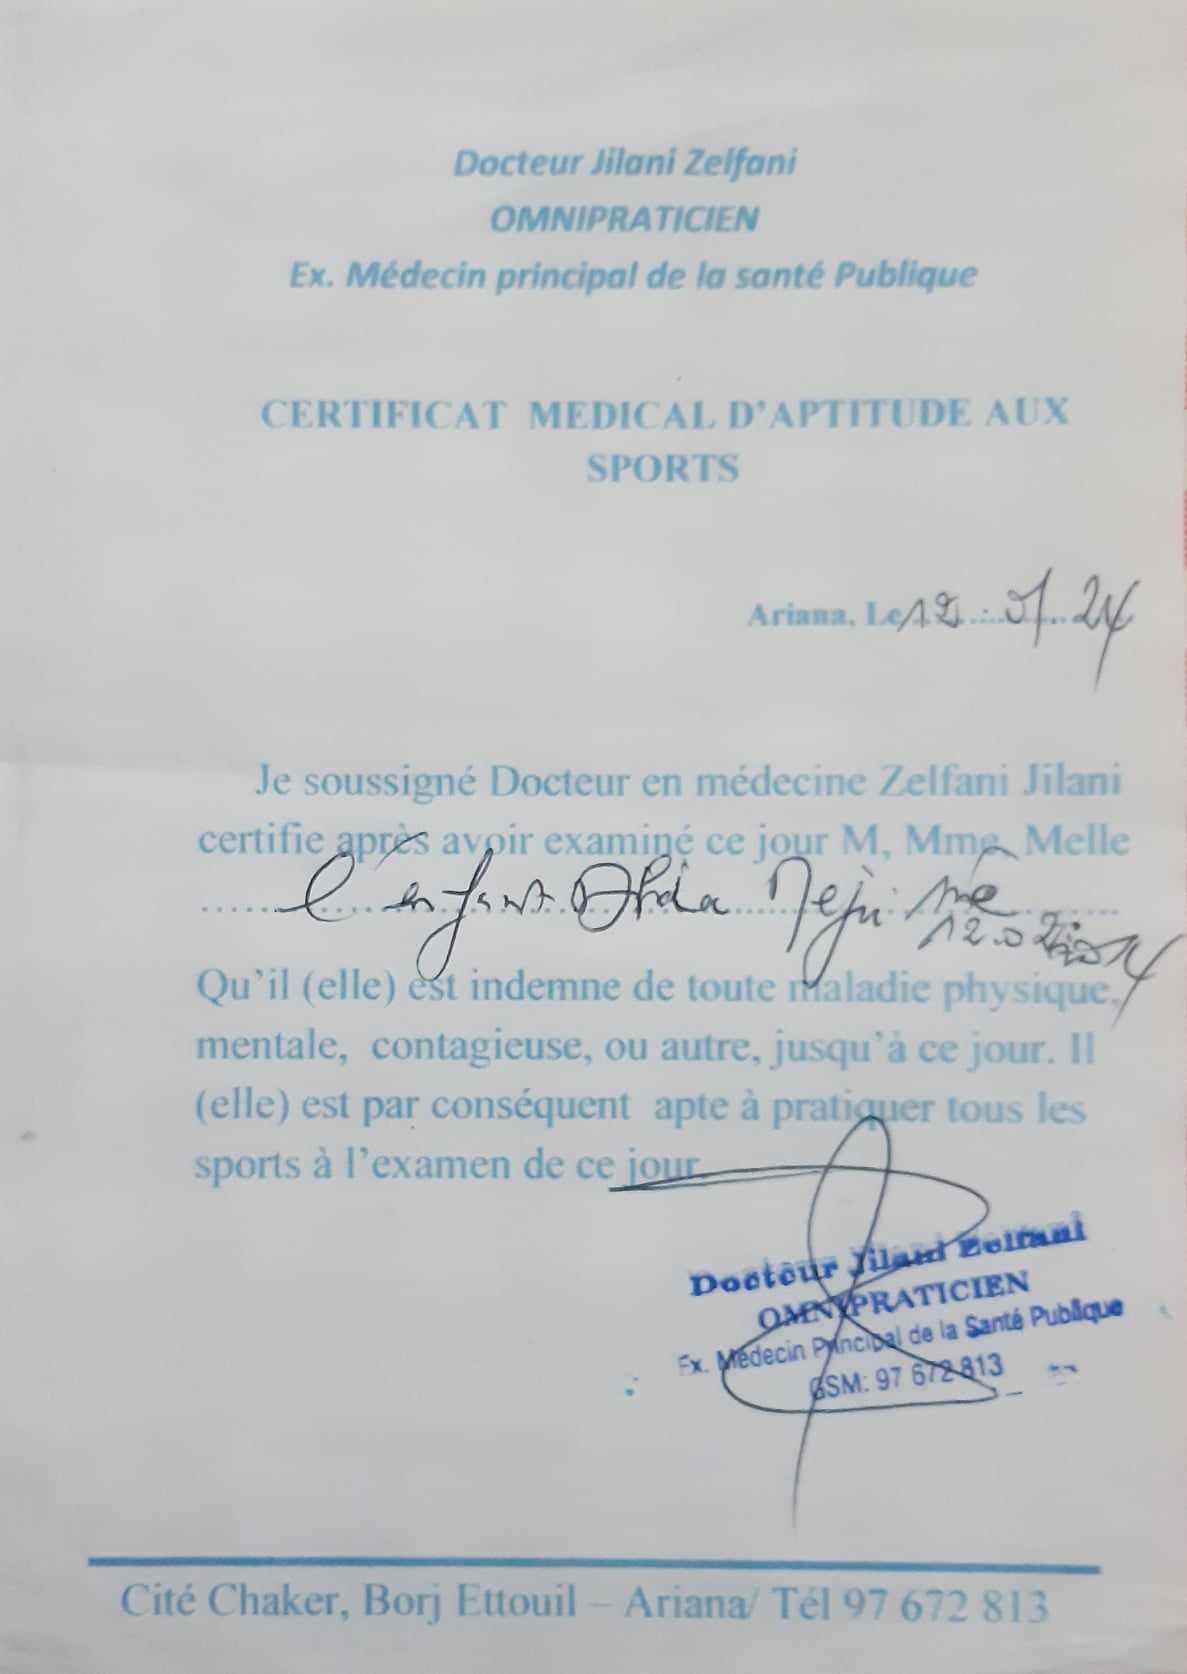 Docteur Jilani Zelfani
OMNIPRATICIEN
Ex. Médecin principal de la santé Publique
CERTIFICAT MEDICAL D'APTITUDE AUX
SPORTS
Ariana, Le 12 24
Je soussigné Docteur en médecine Zelfani Jilani
certifie après avoir examiné ce jour M, Mme, Melle
L'enfant née
Qu'il (elle) est indemne de toute maladie physique,
mentale, contagieuse, ou autre, jusqu'à ce jour. Il
(elle) est par conséquent apte à pratiquer tous les
sports à l'examen de ce jour
Docteur Jilani Zelfani
OMNIPRATICIEN
Ex. Médecin Principal de la Santé Publique
GSM: 97 672 813
Cité Chaker, Borj Ettouil – Ariana/ Tél 97 672 813